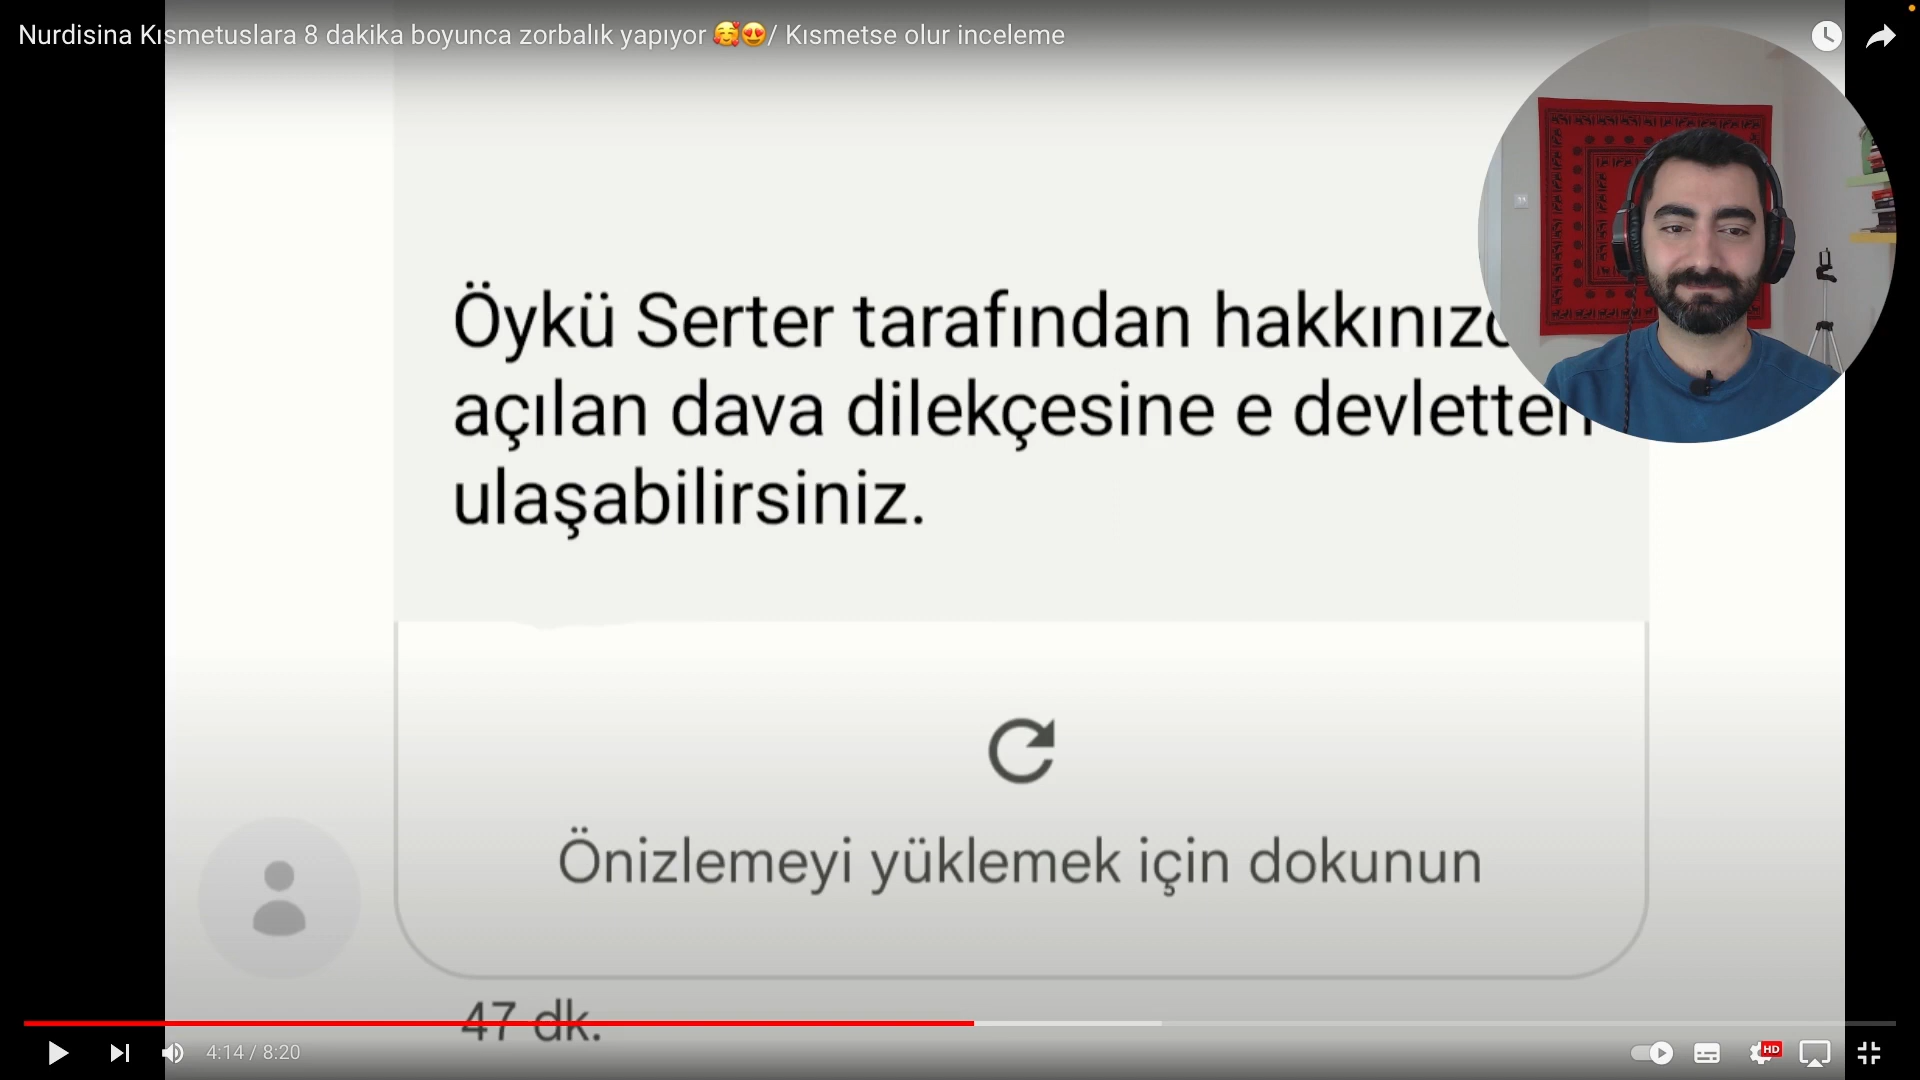 Nurdisina Kısmetuslara 8 dakika boyunca zorbalık yapıyor 🥰😍/ Kısmetse olur inceleme
Öykü Serter tarafından
açılan dava dilekçesine e devletten
ulaşabilirsiniz.
Önizlemeyi yüklemek için dokunun
47 dk.
4:14 / 8:20
HD